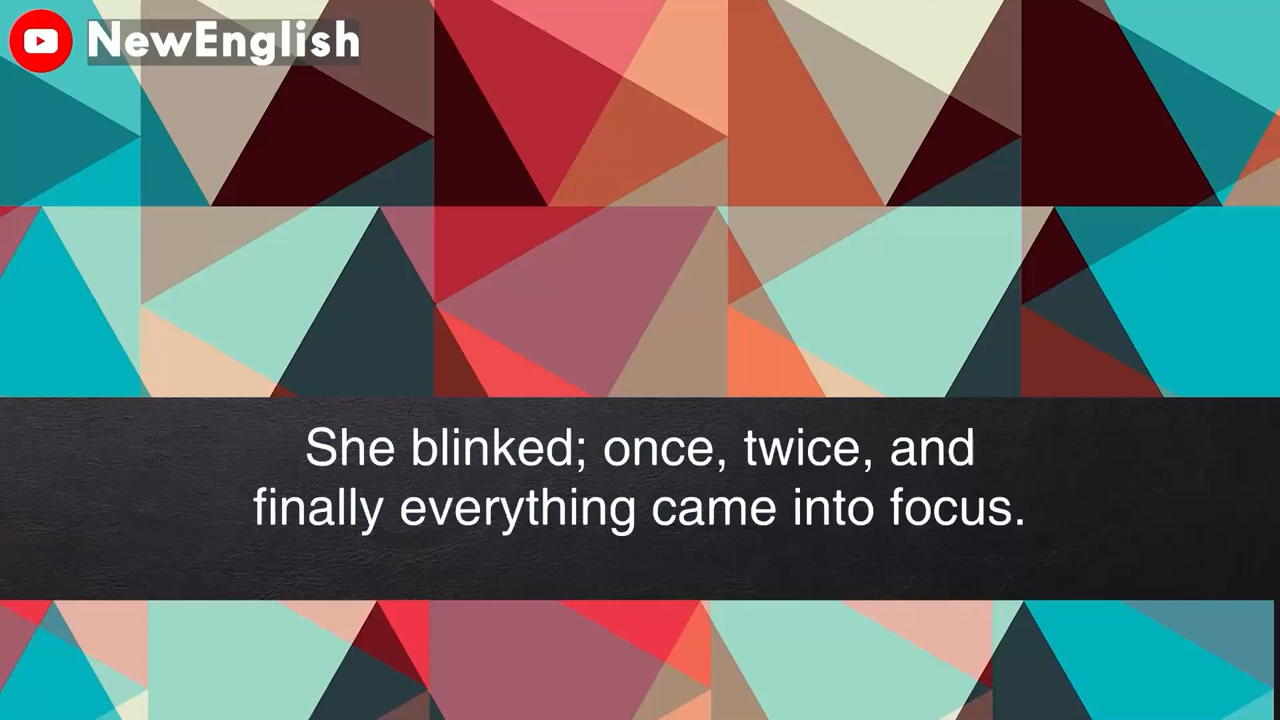 NewEnglish
She blinked; once, twice, and
finally everything came into focus.